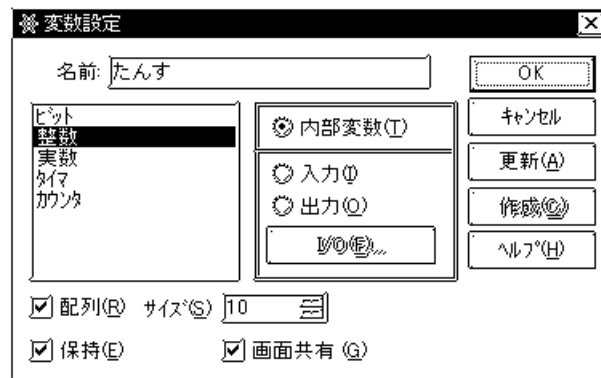 変数設定
名前: たんす
OK
ビット
整数
実数
タイマ
カウンタ
内部変数(T)
入力(I)
出力(O)
I/O(F)...
キャンセル
更新(A)
作成(C)
ヘルプ(H)
配列(R) サイズ(S) 10
保持(E) 画面共有 (G)